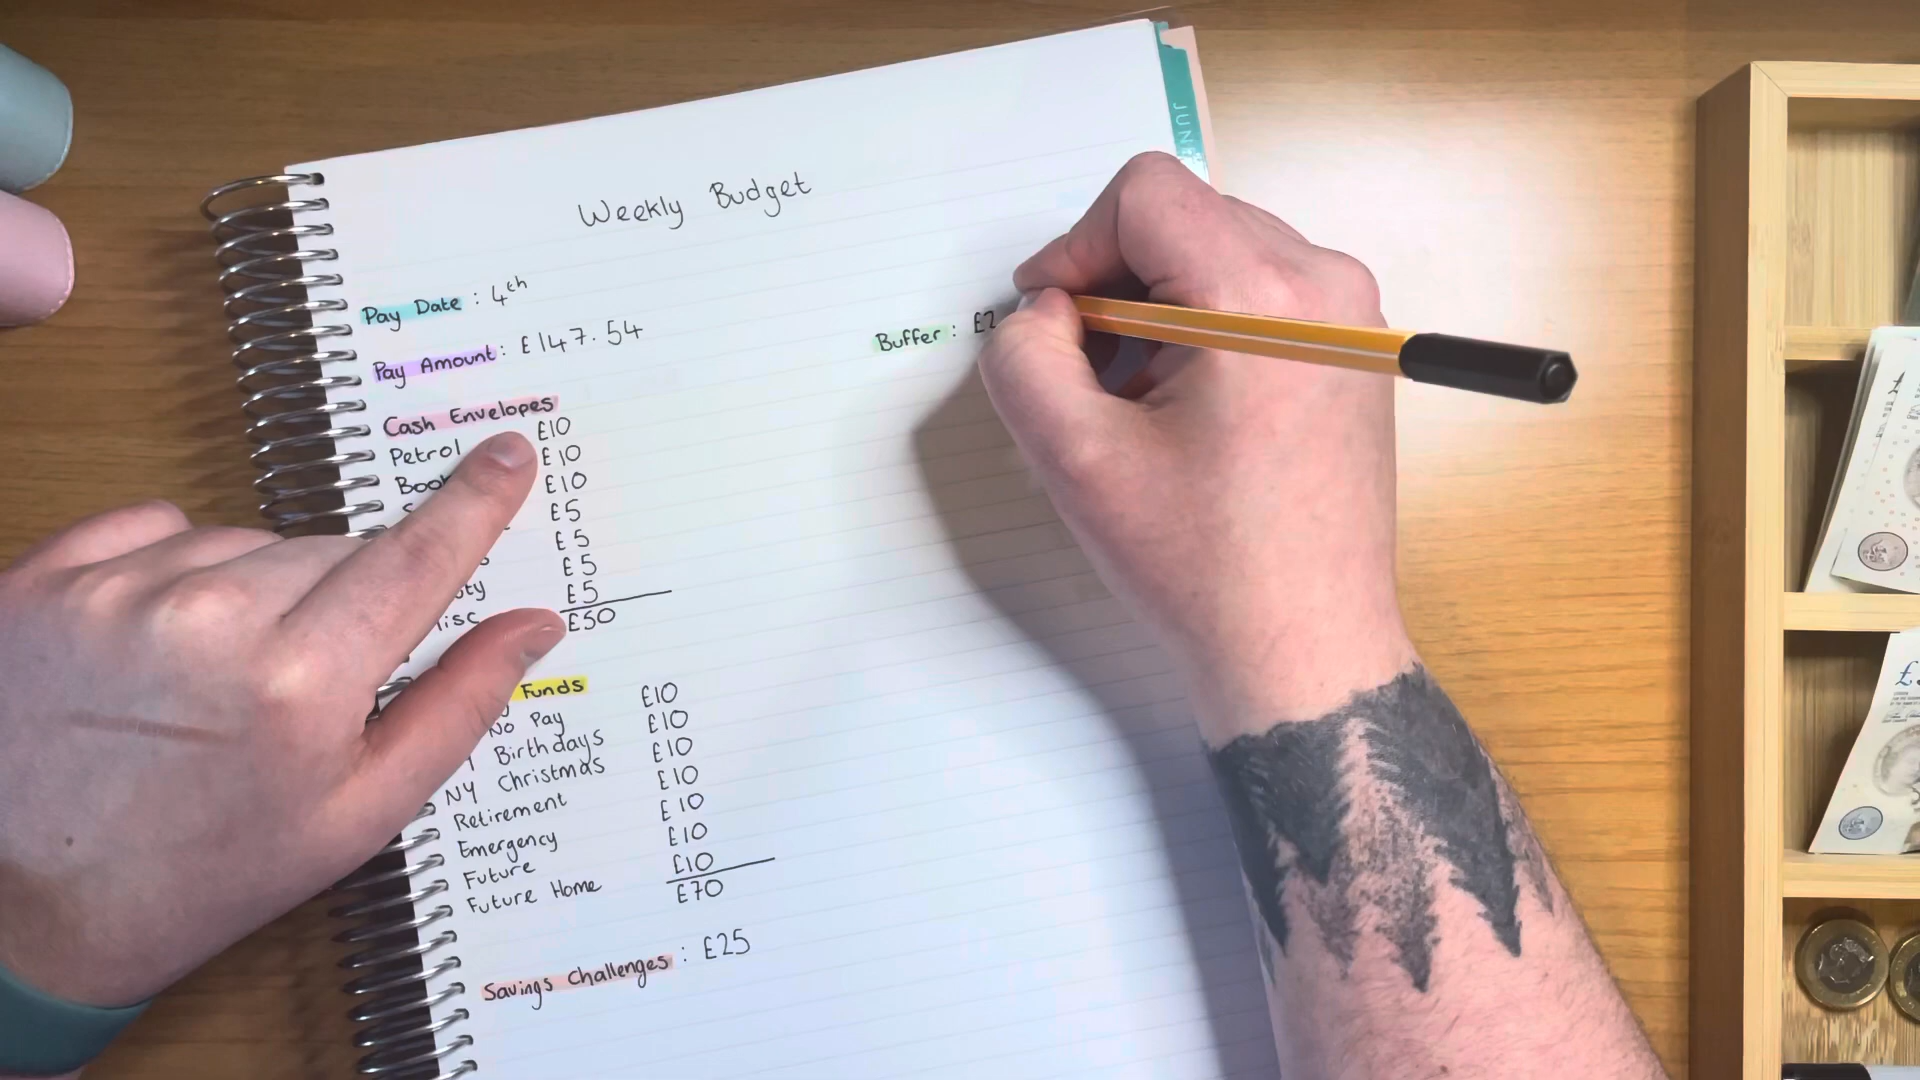 JUNE
Weekly Budget
Pay Date : 4th
Pay Amount : £147.54
Buffer : £2
Cash Envelopes
Petrol £10
£10
£10
£5
£5
£5
£5
£50
Funds
No Pay £10
Birthdays £10
NY Christmas £10
Retirement £10
Emergency £10
Future £10
Future Home £10
£70
Savings Challenges : £25